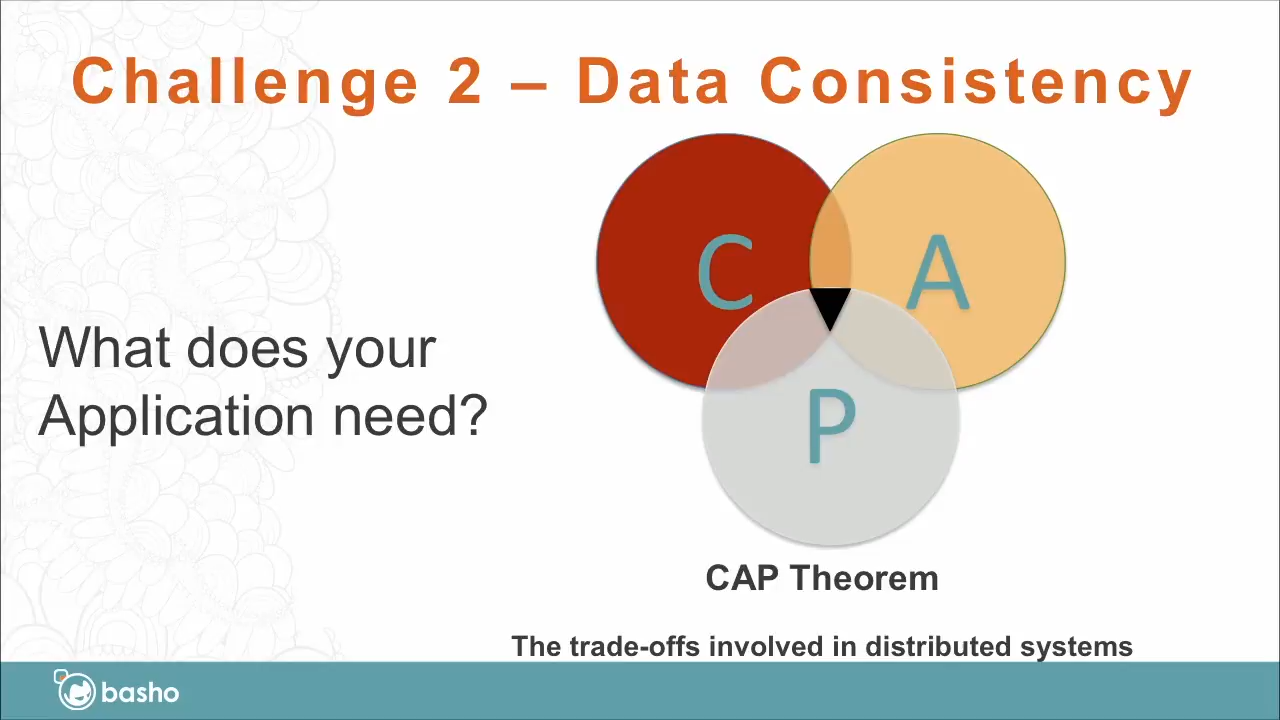 Challenge 2 – Data Consistency
C
A
What does your
Application need?
P
CAP Theorem
The trade-offs involved in distributed systems
basho